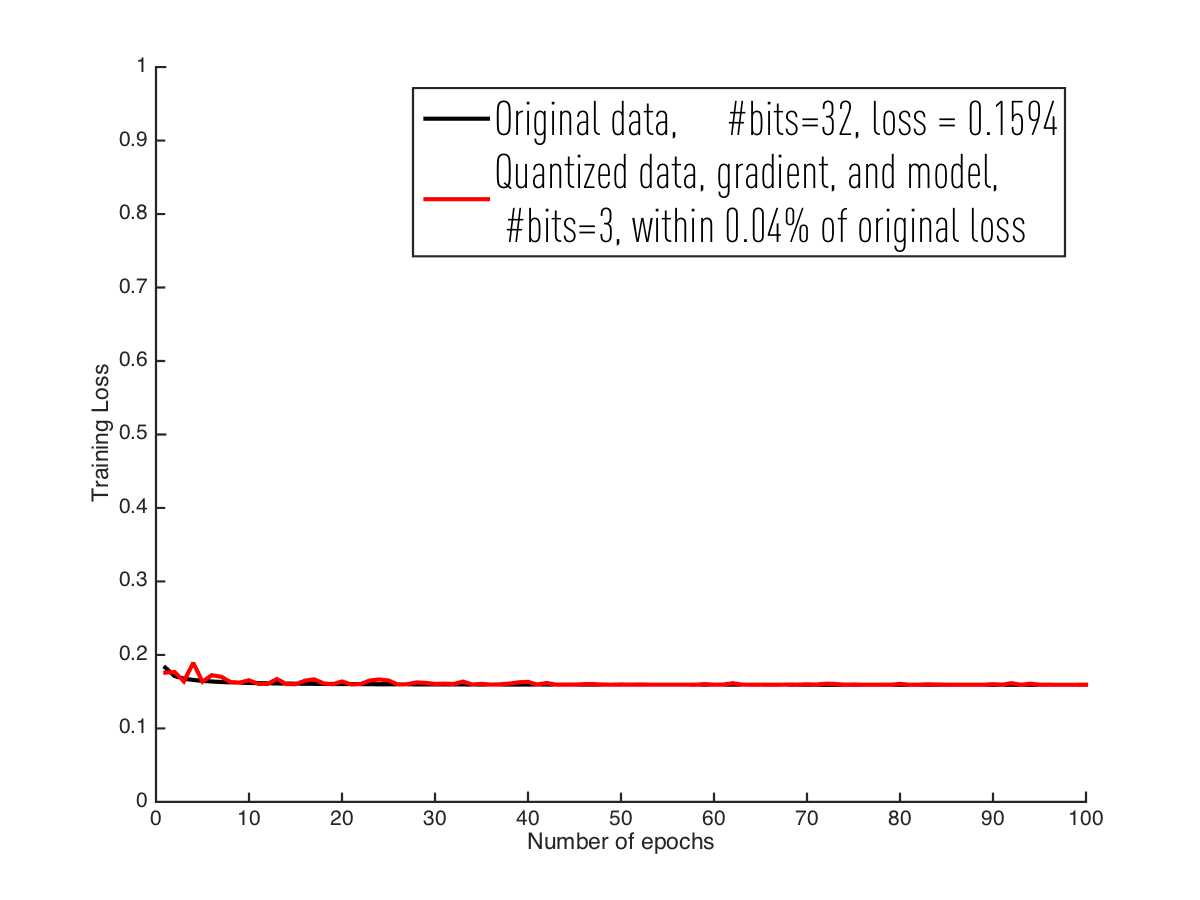 1
0.9
0.8
0.7
0.6
0.5
0.4
0.3
0.2
0.1
0
Training Loss
Original data, #bits=32, loss = 0.1594
Quantized data, gradient, and model,
#bits=3, within 0.04% of original loss
0 10 20 30 40 50 60 70 80 90 100
Number of epochs